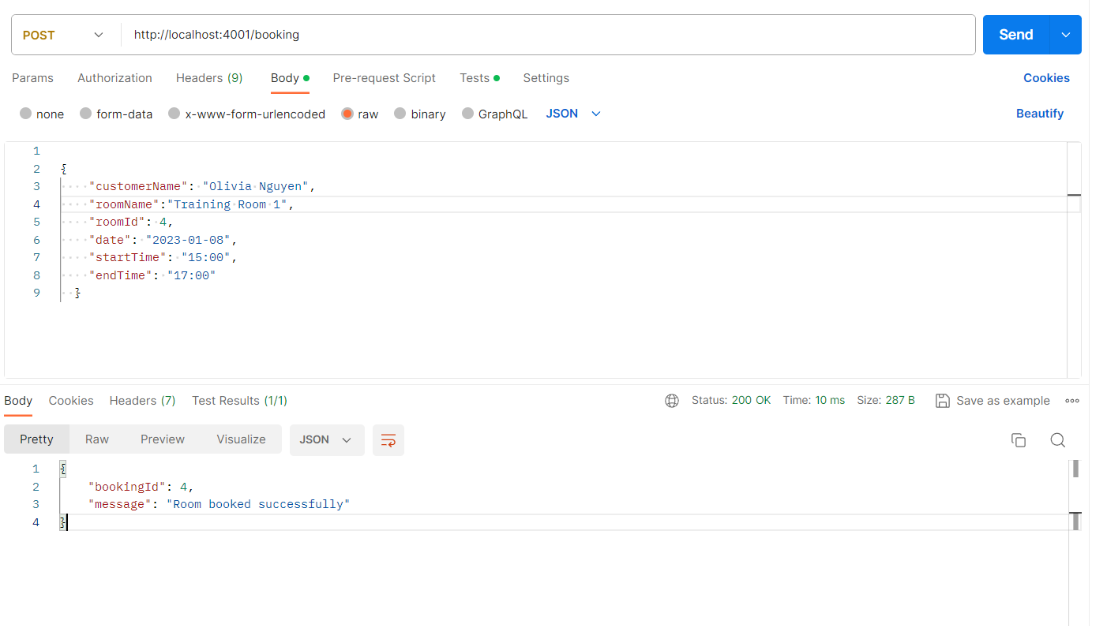 POST http://localhost:4001/booking Send
Params Authorization Headers (9) Body Pre-request Script Tests Settings Cookies
none form-data x-www-form-urlencoded raw binary GraphQL JSON Beautify
1
2 {
3 "customerName": "Olivia Nguyen",
4 "roomName":"Training Room 1",
5 "roomId": 4,
6 "date": "2023-01-08",
7 "startTime": "15:00",
8 "endTime": "17:00"
9 }
Body Cookies Headers (7) Test Results (1/1) Status: 200 OK Time: 10 ms Size: 287 B Save as example
Pretty Raw Preview Visualize JSON
1 {
2 "bookingId": 4,
3 "message": "Room booked successfully"
4 }